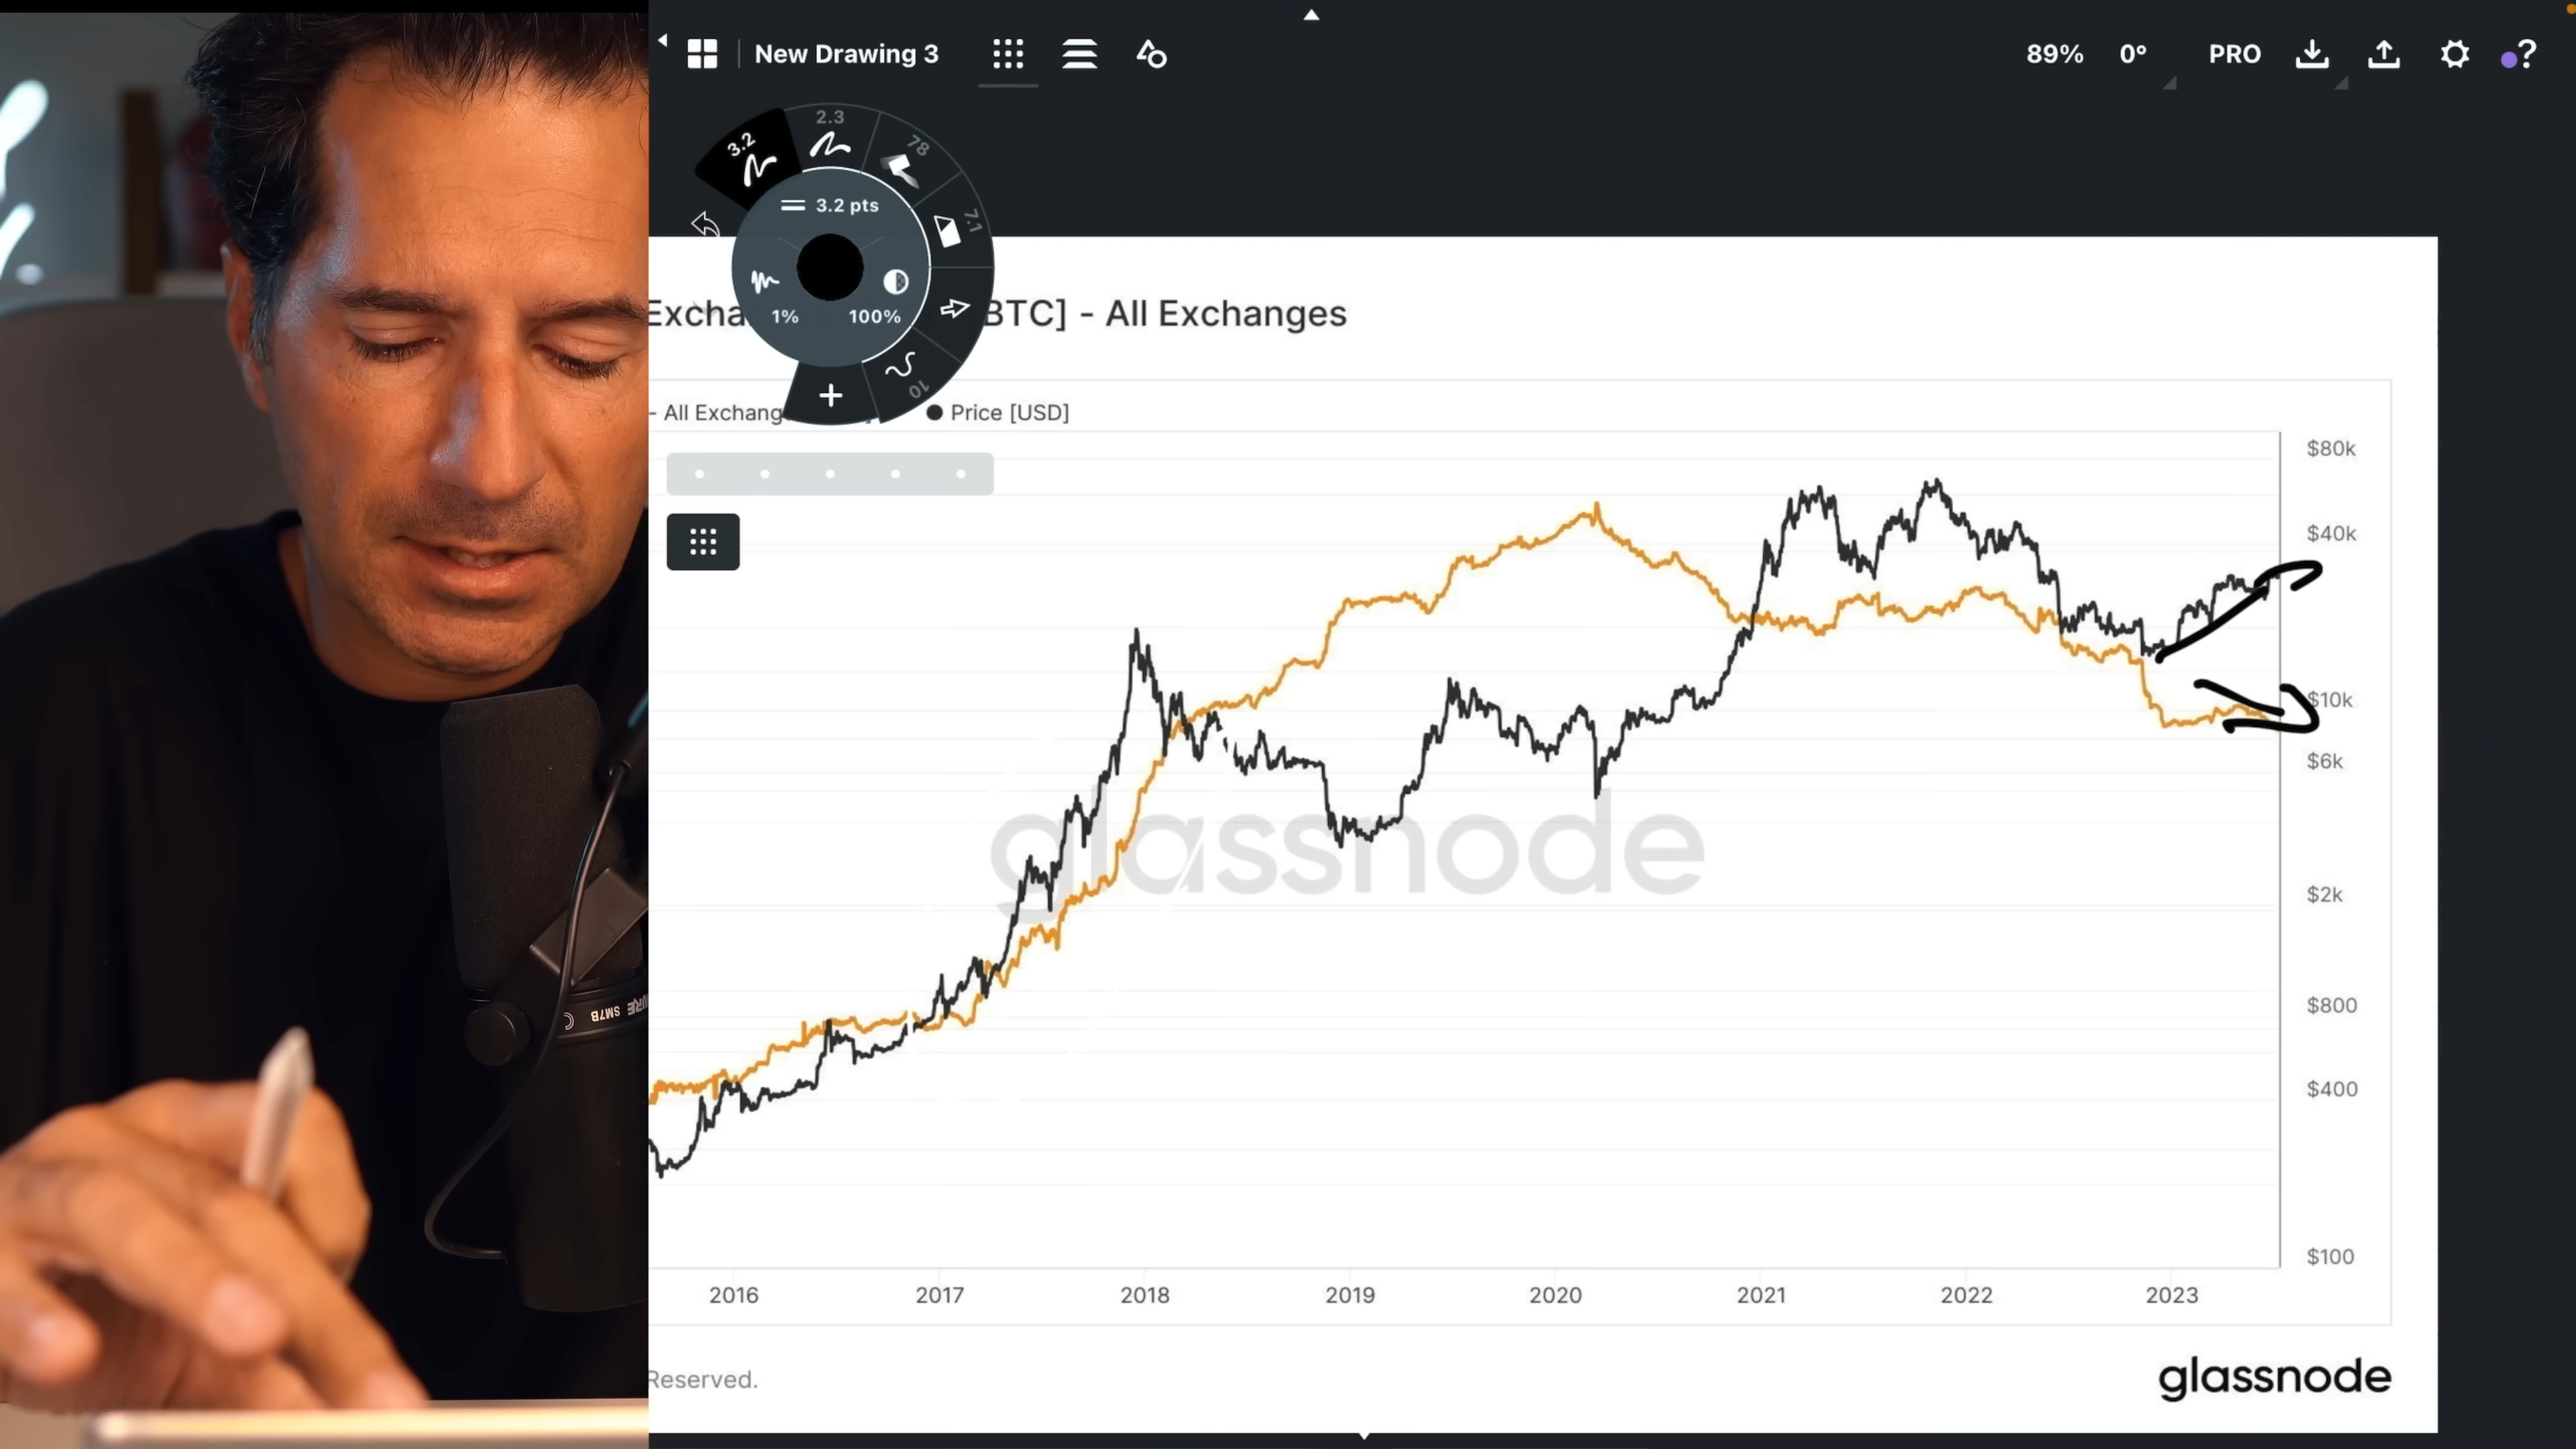 New Drawing 3
89%
0°
PRO
?
3.2
2.3
78
7.1
10
3.2 pts
1%
100%
BTC] - All Exchanges
- All Exchang
Price [USD]
$80k
$40k
$10k
$6k
$2k
$800
$400
$100
glassnode
SM7B
2016
2017
2018
2019
2020
2021
2022
2023
Reserved.
glassnode